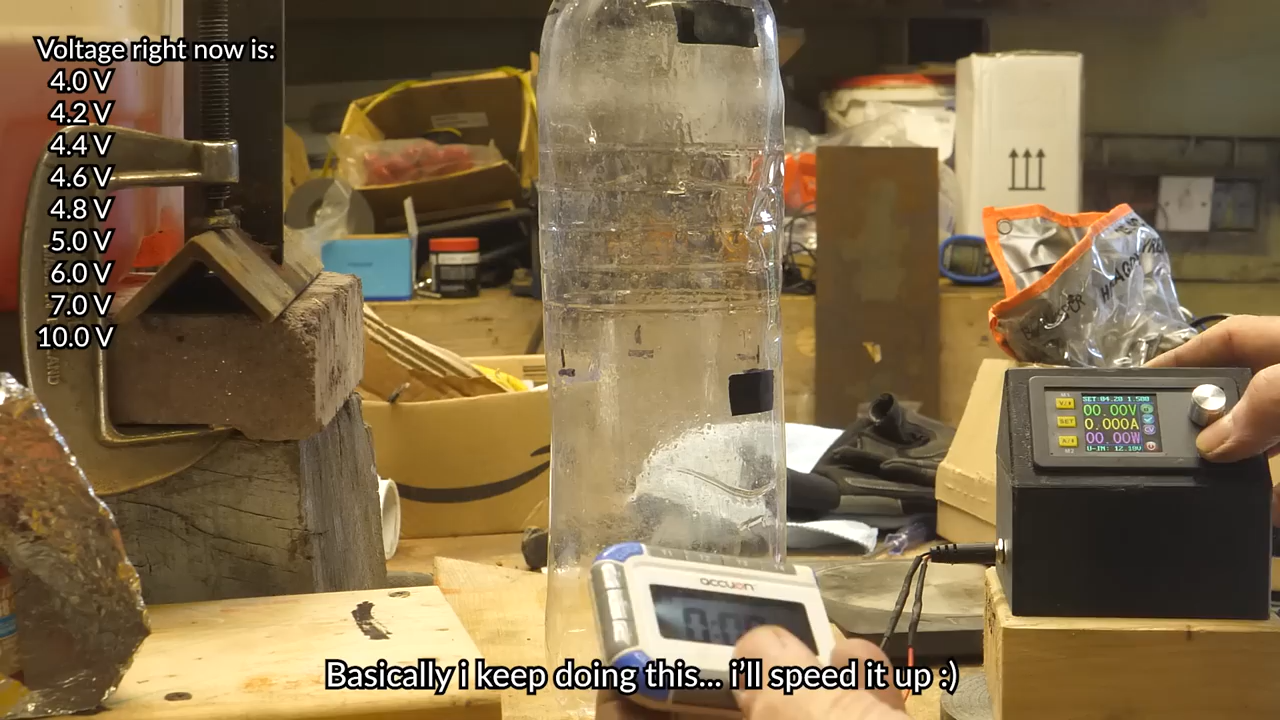 Voltage right now is:
4.0 V
4.2 V
4.4 V
4.6 V
4.8 V
5.0 V
6.0 V
7.0 V
10.0 V
00.00V
0.000A
00.00W
SET
accusn
Basically i keep doing this... i'll speed it up :)